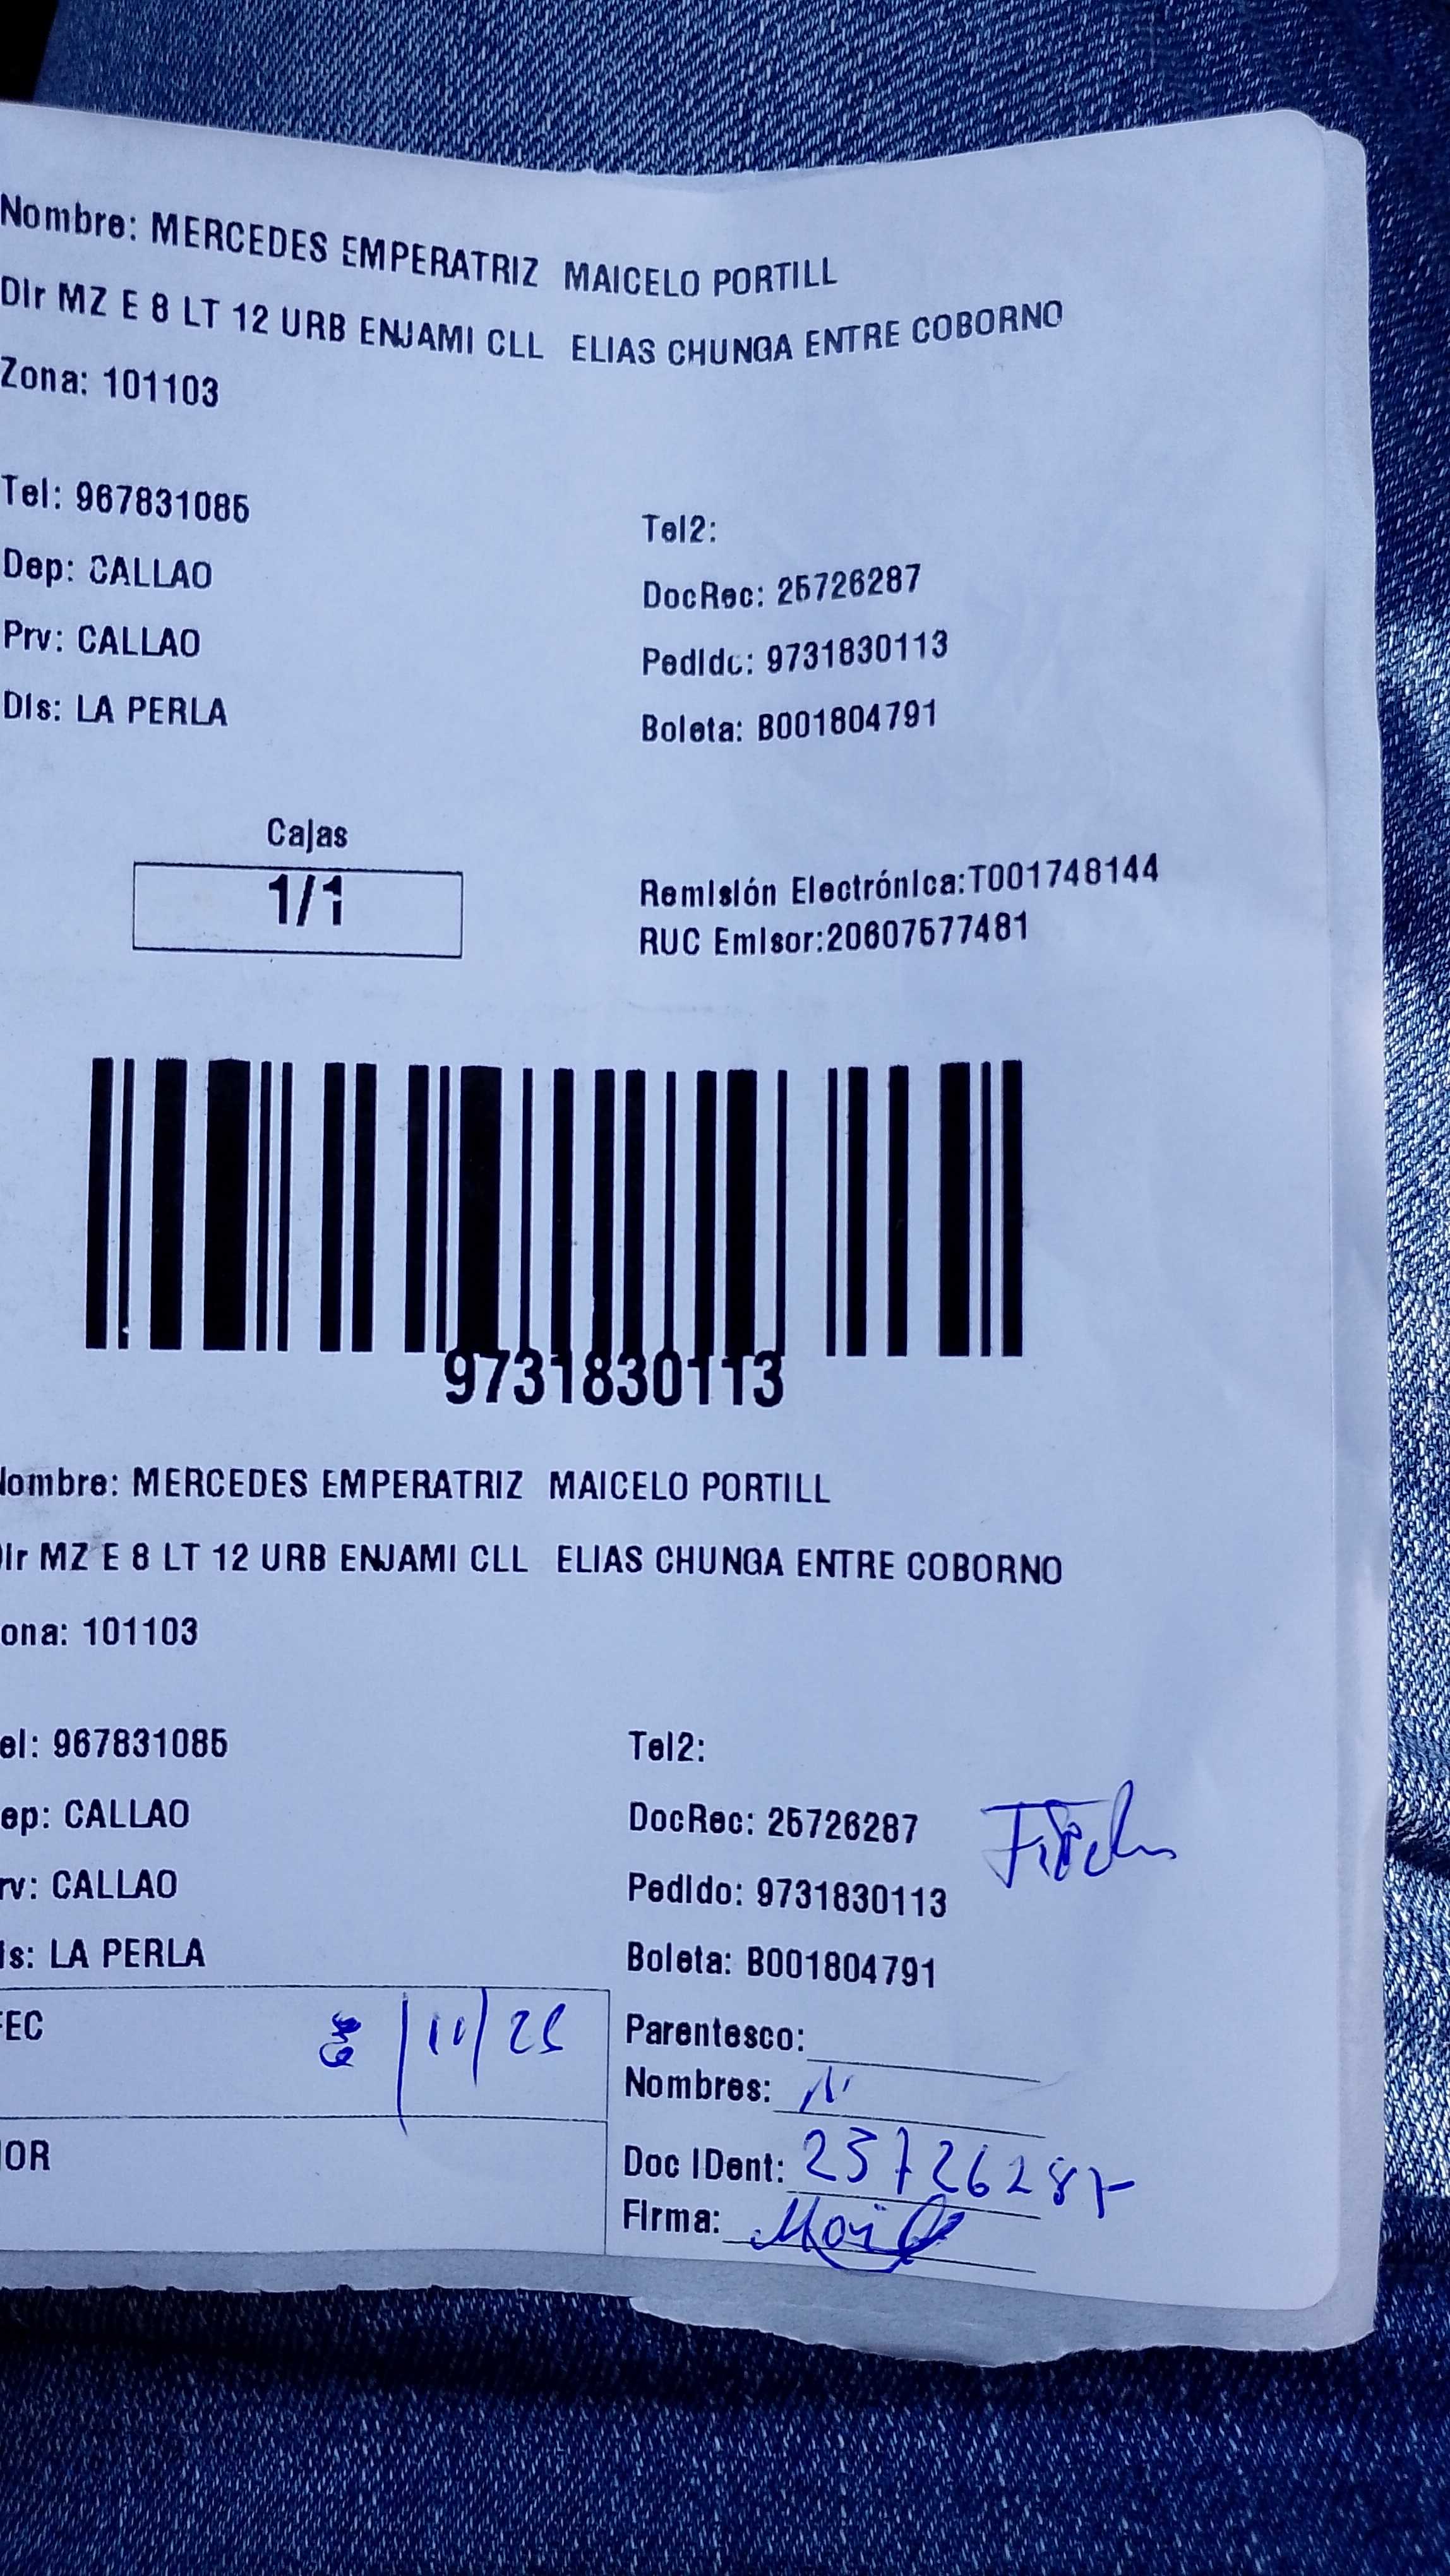 Nombre: MERCEDES EMPERATRIZ MAICELO PORTILL
Dir MZ E 8 LT 12 URB ENJAMI CLL ELIAS CHUNGA ENTRE COBORNO
Zona: 101103
Tel: 967831085
Tel2:
Dep: CALLAO
DocRec: 25726287
Prv: CALLAO
Pedido: 9731830113
Dis: LA PERLA
Boleta: B001804791
Cajas
1/1
Remisión Electrónica:T001748144
RUC Emisor:20607577481
9731830113
ombre: MERCEDES EMPERATRIZ MAICELO PORTILL
ir MZ E 8 LT 12 URB ENJAMI CLL ELIAS CHUNGA ENTRE COBORNO
ona: 101103
el: 967831085
Tel2:
ep: CALLAO
DocRec: 25726287
rv: CALLAO
Pedido: 9731830113
is: LA PERLA
Boleta: B001804791
FEC
Parentesco:
Nombres:
HOR
Doc IDent: 25726287
Firma: